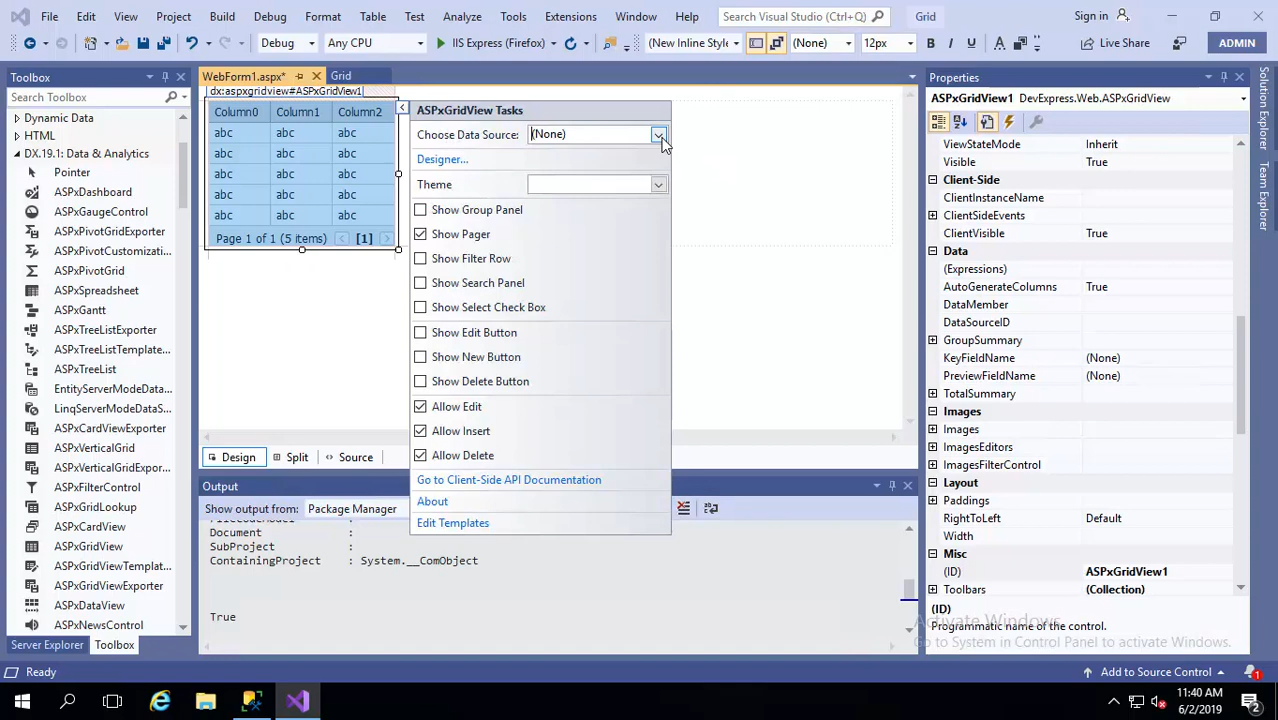 File Edit View Project Build Debug Format Table Test Analyze Tools Extensions Window Help Search Visual Studio (Ctrl+Q) Grid Sign in
Debug Any CPU IIS Express (Firefox) (New Inline Style (None) 12px B I U Live Share ADMIN
Toolbox
Search Toolbox
Dynamic Data
HTML
DX.19.1: Common Controls
Pointer
ASPxDashboard
ASPxGaugeControl
ASPxPivotGridExporter
ASPxPivotCustomizati...
ASPxPivotGrid
ASPxSpreadsheet
ASPxGantt
ASPxTreeListExporter
ASPxTreeListTemplate...
ASPxTreeList
EntityServerModeData...
LinqServerModeDataS...
ASPxCardViewExporter
ASPxVerticalGrid
ASPxVerticalGridExpor...
ASPxFilterControl
ASPxGridLookup
ASPxCardView
ASPxGridView
ASPxGridViewTemplat...
ASPxGridViewExporter
ASPxDataView
ASPxNewsControl
Server Explorer Toolbox
WebForm1.aspx* Grid
dx:aspxgridview#ASPxGridView1
Column0 Column1 Column2
abc abc abc
abc abc abc
abc abc abc
abc abc abc
abc abc abc
Page 1 of 1 (5 items) < [1] >
ASPxGridView Tasks
Choose Data Source: (None)
Designer...
Theme
Show Group Panel
Show Pager
Show Filter Row
Show Search Panel
Show Select Check Box
Show Edit Button
Show New Button
Show Delete Button
Allow Edit
Allow Insert
Allow Delete
Go to Client-Side API Documentation
About
Edit Templates
Design Split Source
Output
Show output from: Package Manager
Document :
SubProject :
ContainingProject : System.__ComObject
True
Properties
ASPxGridView1 DevExpress.Web.ASPxGridView
ViewStateMode Inherit
Visible True
Client-Side
ClientInstanceName
ClientSideEvents
ClientVisible True
Data
(Expressions)
AutoGenerateColumns True
DataMember
DataSourceID
GroupSummary
KeyFieldName (None)
PreviewFieldName (None)
TotalSummary
Images
Images
ImagesEditors
ImagesFilterControl
Layout
Paddings
RightToLeft Default
Width
Misc
(ID) ASPxGridView1
Toolbars (Collection)
(ID)
Programmatic name of the control.
Activate Windows
Go to System in Control Panel to activate Windows.
Solution Explorer Team Explorer
Ready Add to Source Control 1
11:40 AM
6/2/2019 2